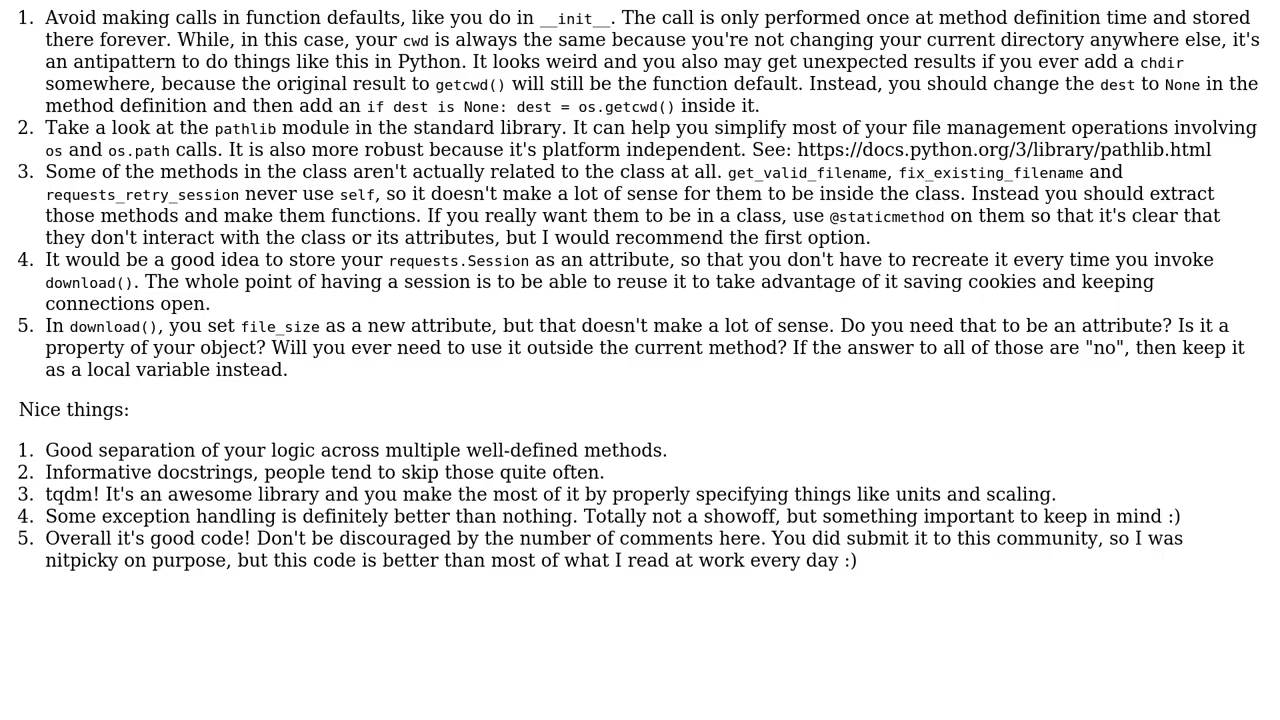 1. Avoid making calls in function defaults, like you do in __init__. The call is only performed once at method definition time and stored
there forever. While, in this case, your cwd is always the same because you're not changing your current directory anywhere else, it's
an antipattern to do things like this in Python. It looks weird and you also may get unexpected results if you ever add a chdir
somewhere, because the original result to getcwd() will still be the function default. Instead, you should change the dest to None in the
method definition and then add an if dest is None: dest = os.getcwd() inside it.
2. Take a look at the pathlib module in the standard library. It can help you simplify most of your file management operations involving
os and os.path calls. It is also more robust because it's platform independent. See: https://docs.python.org/3/library/pathlib.html
3. Some of the methods in the class aren't actually related to the class at all. get_valid_filename, fix_existing_filename and
requests_retry_session never use self, so it doesn't make a lot of sense for them to be inside the class. Instead you should extract
those methods and make them functions. If you really want them to be in a class, use @staticmethod on them so that it's clear that
they don't interact with the class or its attributes, but I would recommend the first option.
4. It would be a good idea to store your requests.Session as an attribute, so that you don't have to recreate it every time you invoke
download(). The whole point of having a session is to be able to reuse it to take advantage of it saving cookies and keeping
connections open.
5. In download(), you set file_size as a new attribute, but that doesn't make a lot of sense. Do you need that to be an attribute? Is it a
property of your object? Will you ever need to use it outside the current method? If the answer to all of those are "no", then keep it
as a local variable instead.
Nice things:
1. Good separation of your logic across multiple well-defined methods.
2. Informative docstrings, people tend to skip those quite often.
3. tqdm! It's an awesome library and you make the most of it by properly specifying things like units and scaling.
4. Some exception handling is definitely better than nothing. Totally not a showoff, but something important to keep in mind :)
5. Overall it's good code! Don't be discouraged by the number of comments here. You did submit it to this community, so I was
nitpicky on purpose, but this code is better than most of what I read at work every day :)